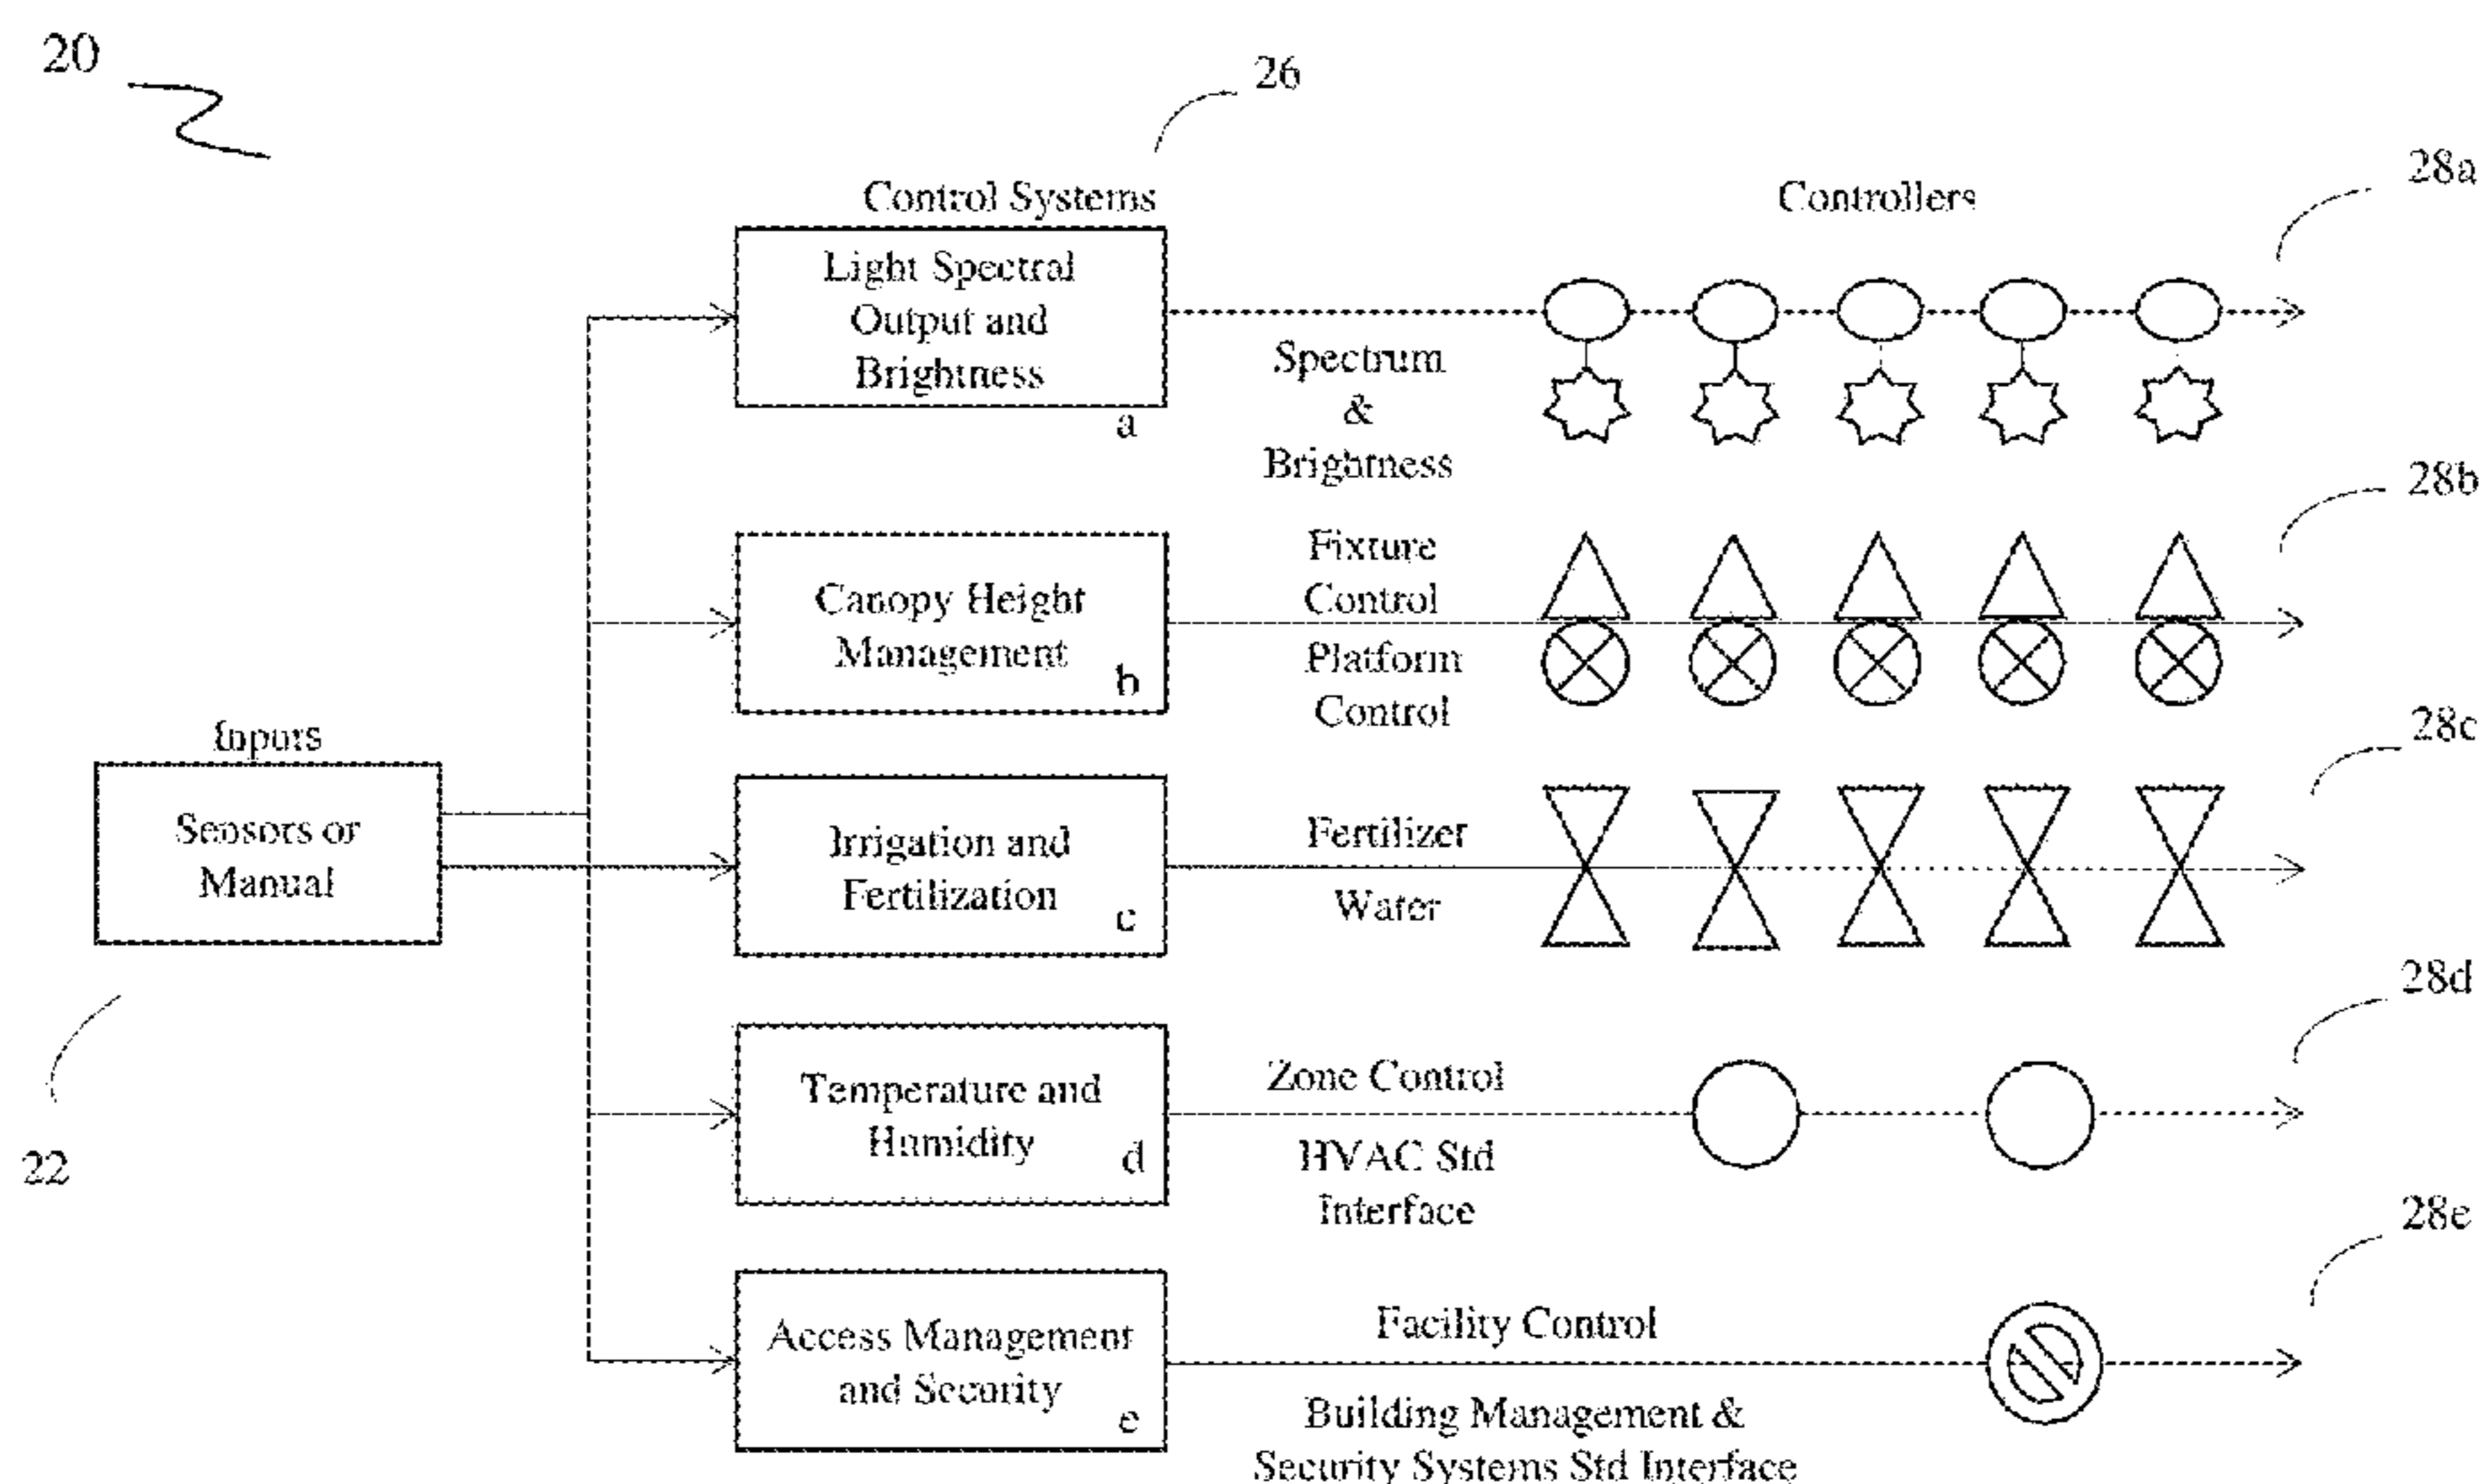 20
26
28a
Control Systems
Controllers
Light Spectral
Output and
Brightness
a
Spectrum
&
Brightness
28b
Canopy Height
Management
b
Fixture
Control
Platform
Control
28c
Inputs
Sensors or
Manual
22
Irrigation and
Fertilization
c
Fertilizer
Water
28d
Temperature and
Humidity
d
Zone Control
HVAC Std
Interface
28e
Access Management
and Security
e
Facility Control
Building Management &
Security Systems Std Interface